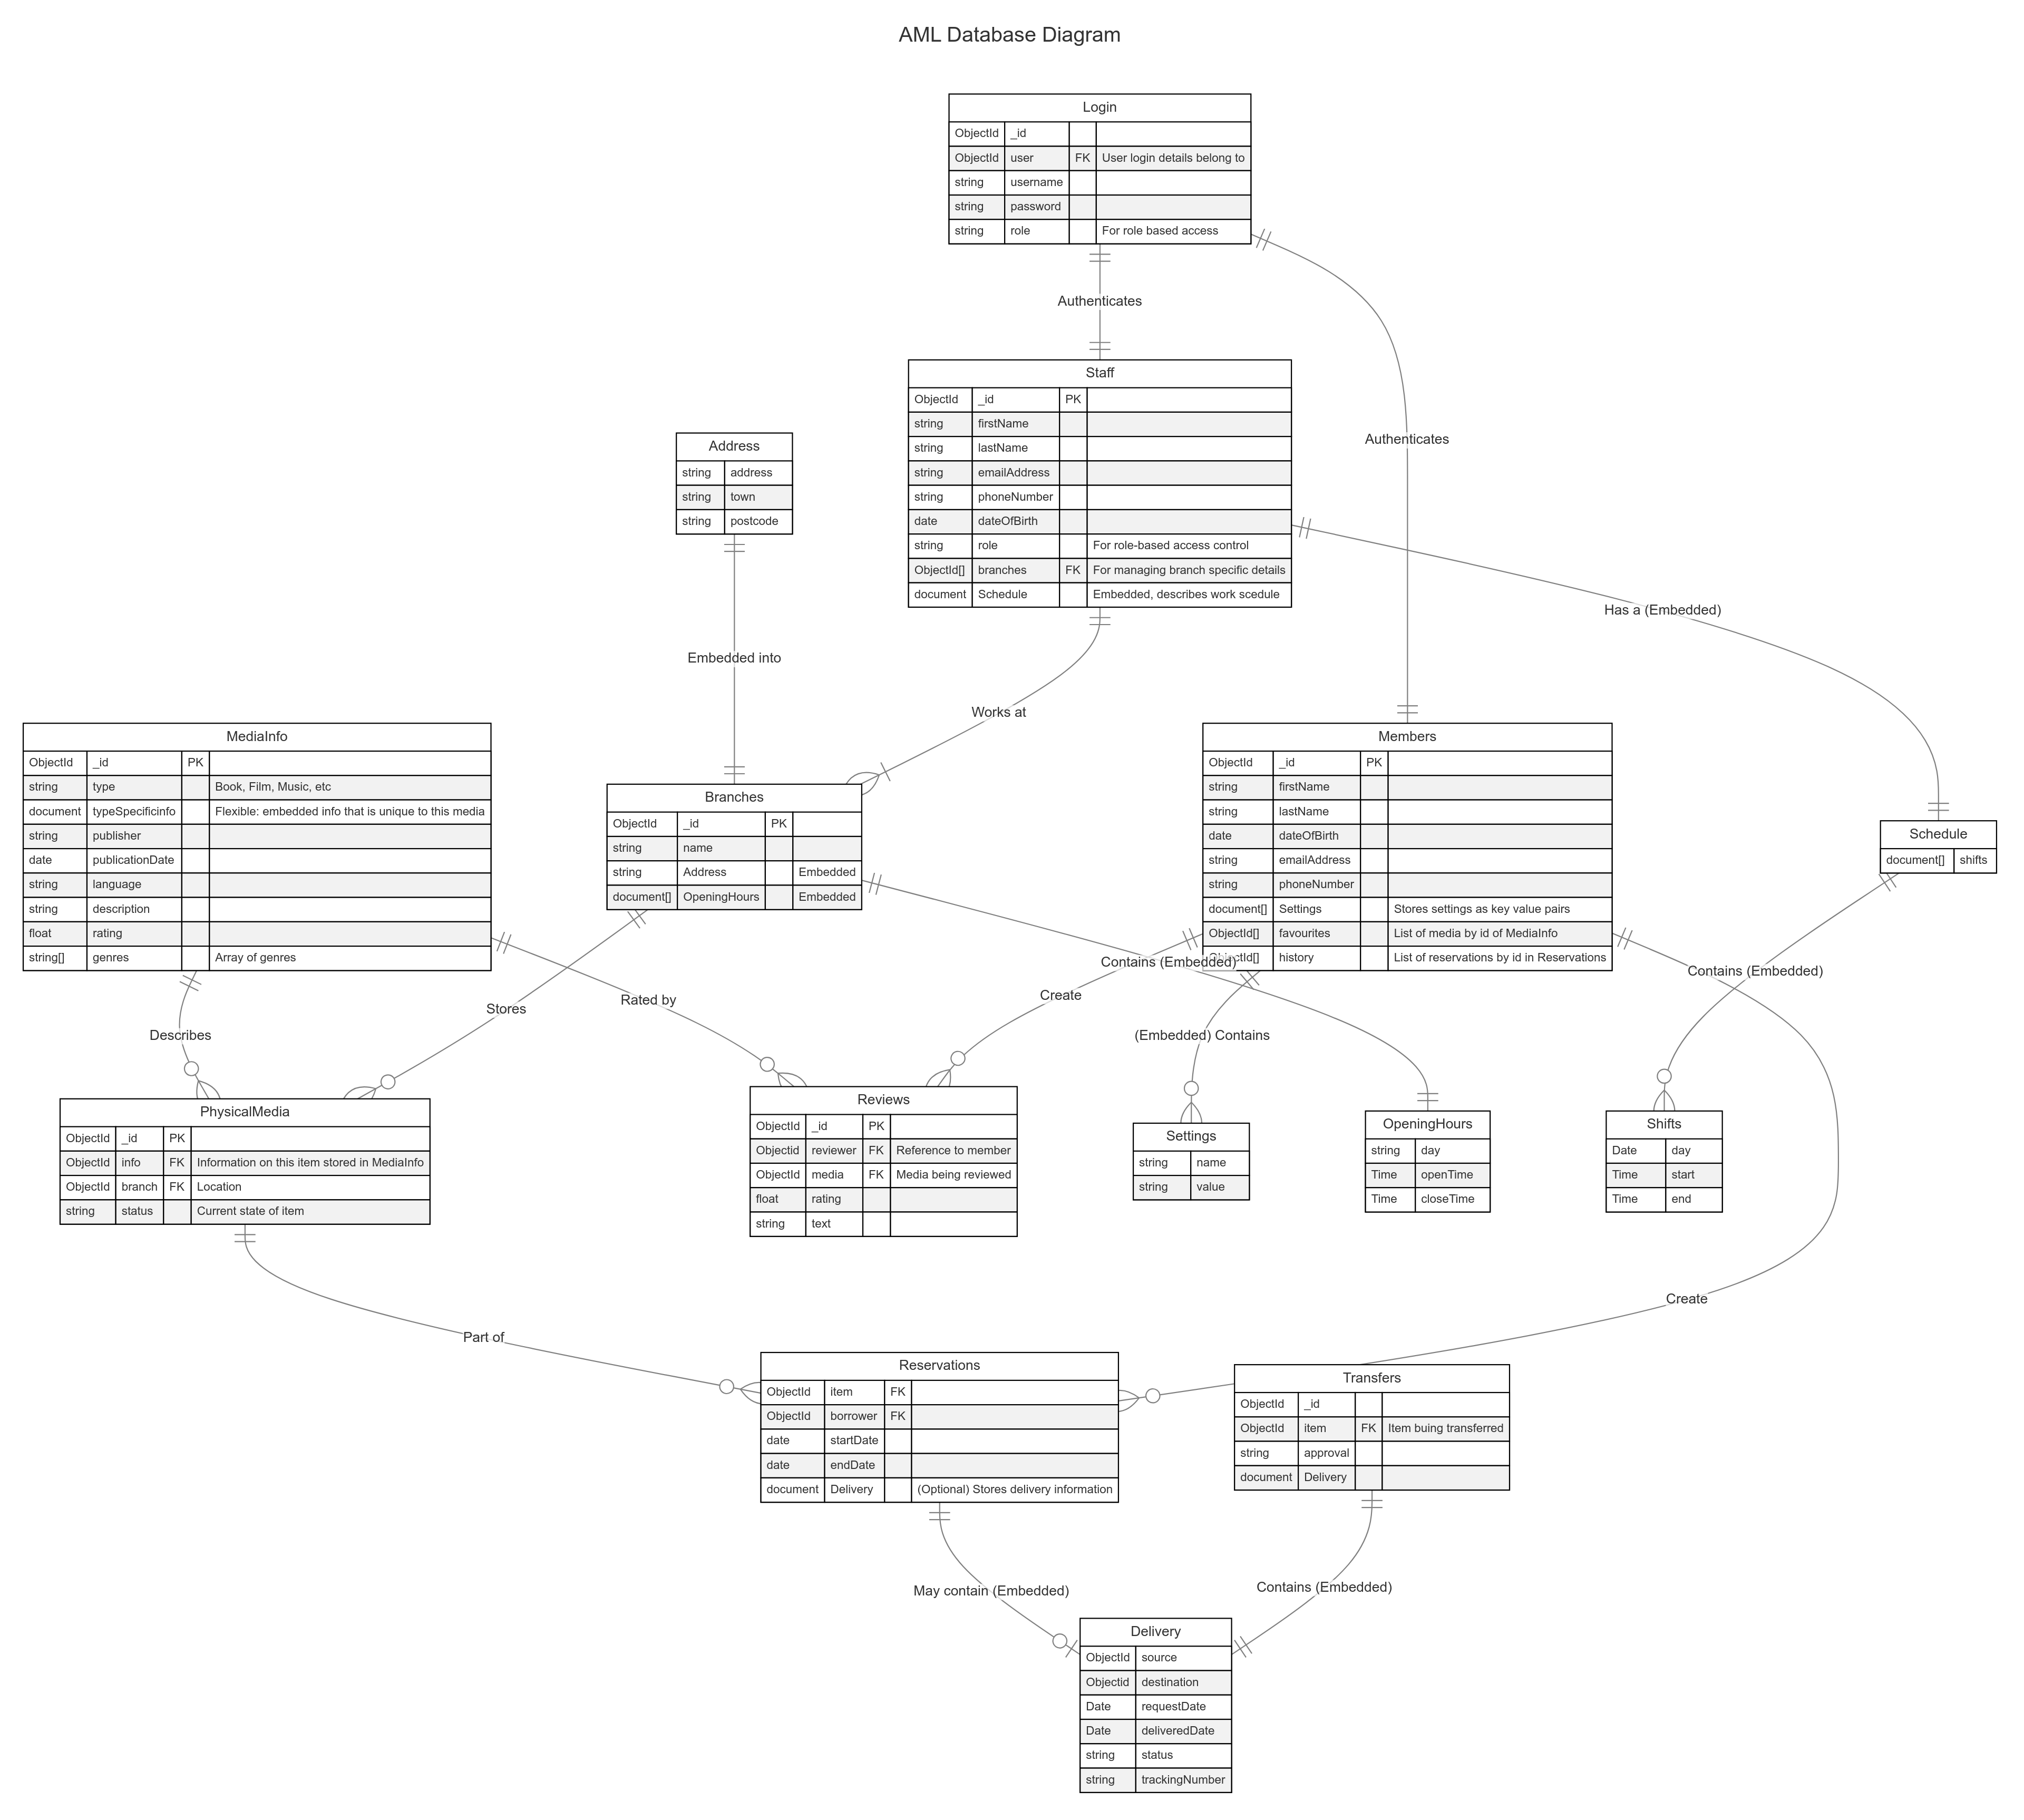 AML Database Diagram
Login
ObjectId _id
ObjectId user FK User login details belong to
string username
string password
string role For role based access
Authenticates
Authenticates
Staff
ObjectId _id PK
string firstName
string lastName
string emailAddress
string phoneNumber
date dateOfBirth
string role For role-based access control
ObjectId[] branches FK For managing branch specific details
document Schedule Embedded, describes work scedule
Address
string address
string town
string postcode
Has a (Embedded)
Embedded into
Works at
MediaInfo
ObjectId _id PK
string type Book, Film, Music, etc
document typeSpecificinfo Flexible: embedded info that is unique to this media
string publisher
date publicationDate
string language
string description
float rating
string[] genres Array of genres
Branches
ObjectId _id PK
string name
string Address Embedded
document[] OpeningHours Embedded
Members
ObjectId _id PK
string firstName
string lastName
date dateOfBirth
string emailAddress
string phoneNumber
document[] Settings Stores settings as key value pairs
ObjectId[] favourites List of media by id of MediaInfo
ObjectId[] history List of reservations by id in Reservations
Schedule
document[] shifts
Contains (Embedded)
Contains (Embedded)
Create
Rated by
Stores
Describes
(Embedded) Contains
PhysicalMedia
ObjectId _id PK
ObjectId info FK Information on this item stored in MediaInfo
ObjectId branch FK Location
string status Current state of item
Reviews
ObjectId _id PK
Objectid reviewer FK Reference to member
ObjectId media FK Media being reviewed
float rating
string text
Settings
string name
string value
OpeningHours
string day
Time openTime
Time closeTime
Shifts
Date day
Time start
Time end
Create
Part of
Reservations
ObjectId item FK
ObjectId borrower FK
date startDate
date endDate
document Delivery (Optional) Stores delivery information
Transfers
ObjectId _id
ObjectId item FK Item buing transferred
string approval
document Delivery
May contain (Embedded)
Contains (Embedded)
Delivery
ObjectId source
Objectid destination
Date requestDate
Date deliveredDate
string status
string trackingNumber